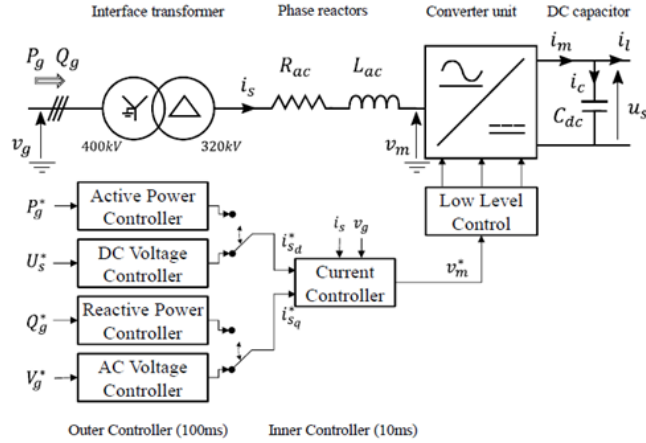 Interface transformer
Phase reactors
Converter unit
DC capacitor
P_g Q_g
i_s
R_ac
L_ac
i_m
i_l
i_c
C_dc
u_s
v_g
400kV
320kV
v_m
P_g^*
Active Power
Controller
U_s^*
DC Voltage
Controller
Q_g^*
Reactive Power
Controller
V_g^*
AC Voltage
Controller
i_{s_d}^*
i_{s_q}^*
i_s v_g
Current
Controller
v_m^*
Low Level
Control
Outer Controller (100ms)
Inner Controller (10ms)